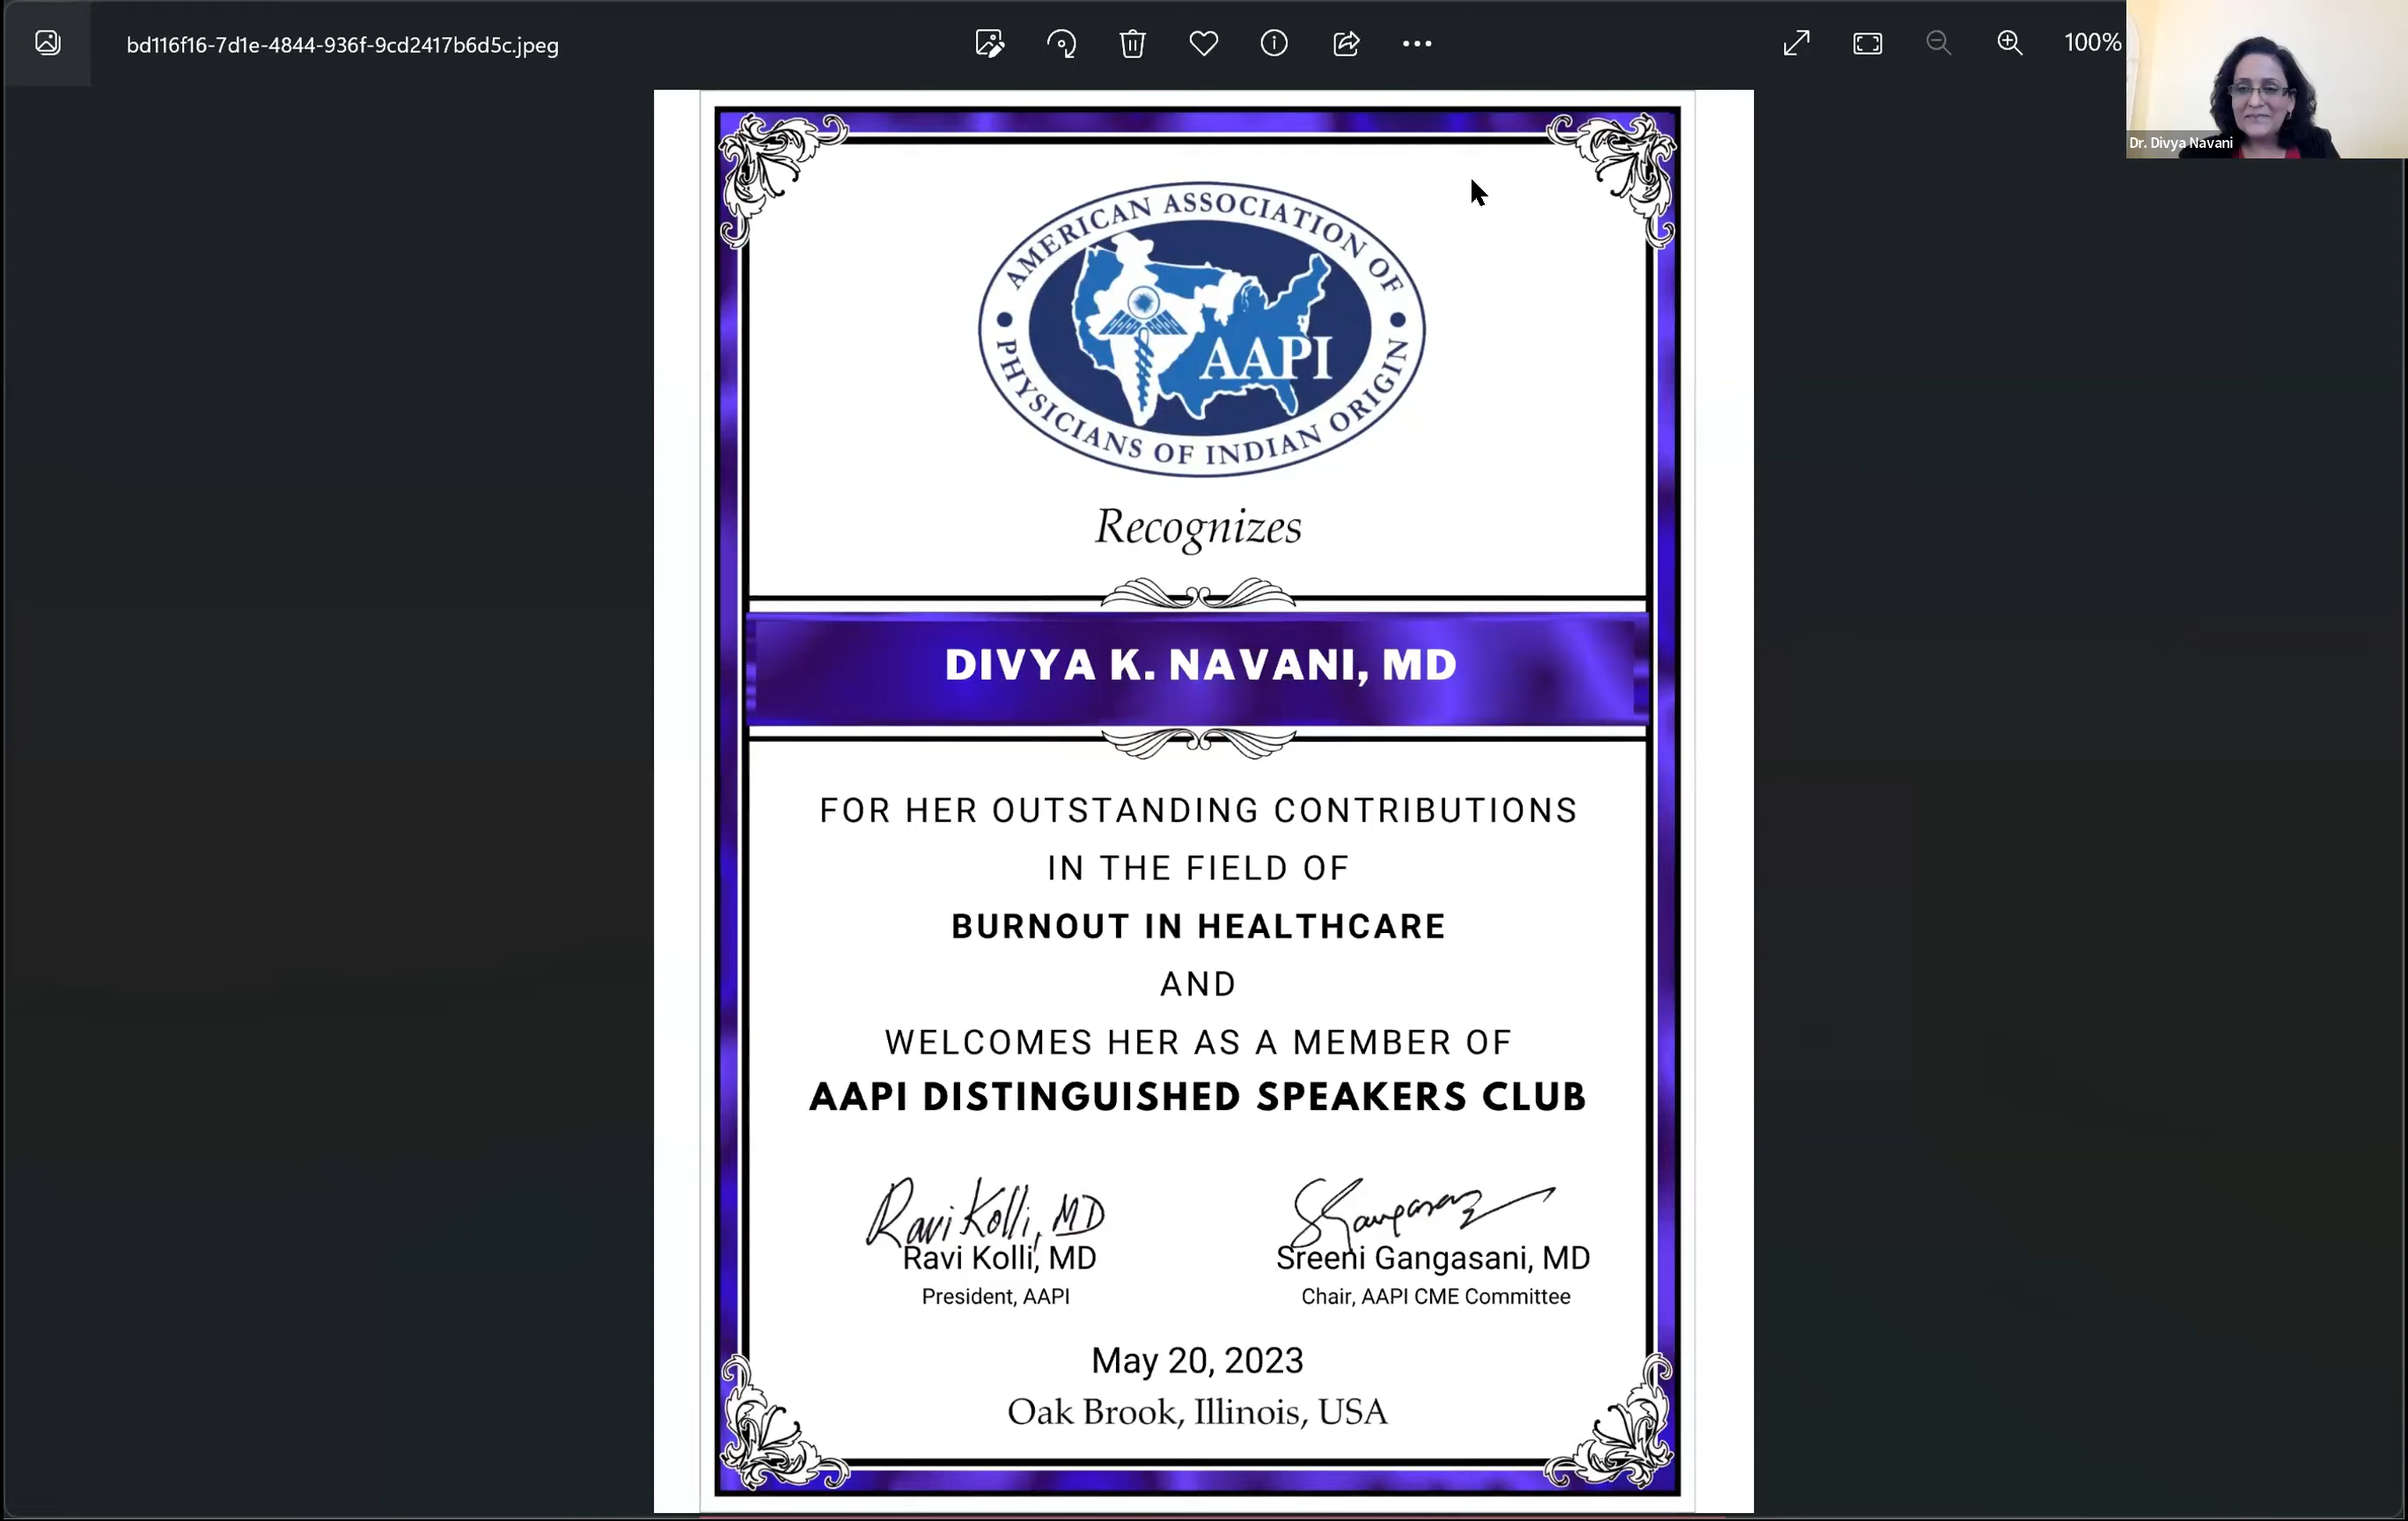 bd116f16-7d1e-4844-936f-9cd2417b6d5c.jpeg
100%
Dr. Divya Navani
AMERICAN ASSOCIATION OF
PHYSICIANS OF INDIAN ORIGIN
AAPI
Recognizes
DIVYA K. NAVANI, MD
FOR HER OUTSTANDING CONTRIBUTIONS
IN THE FIELD OF
BURNOUT IN HEALTHCARE
AND
WELCOMES HER AS A MEMBER OF
AAPI DISTINGUISHED SPEAKERS CLUB
Ravi Kolli, MD
Ravi Kolli, MD
President, AAPI
Sreeni Gangasani, MD
Chair, AAPI CME Committee
May 20, 2023
Oak Brook, Illinois, USA